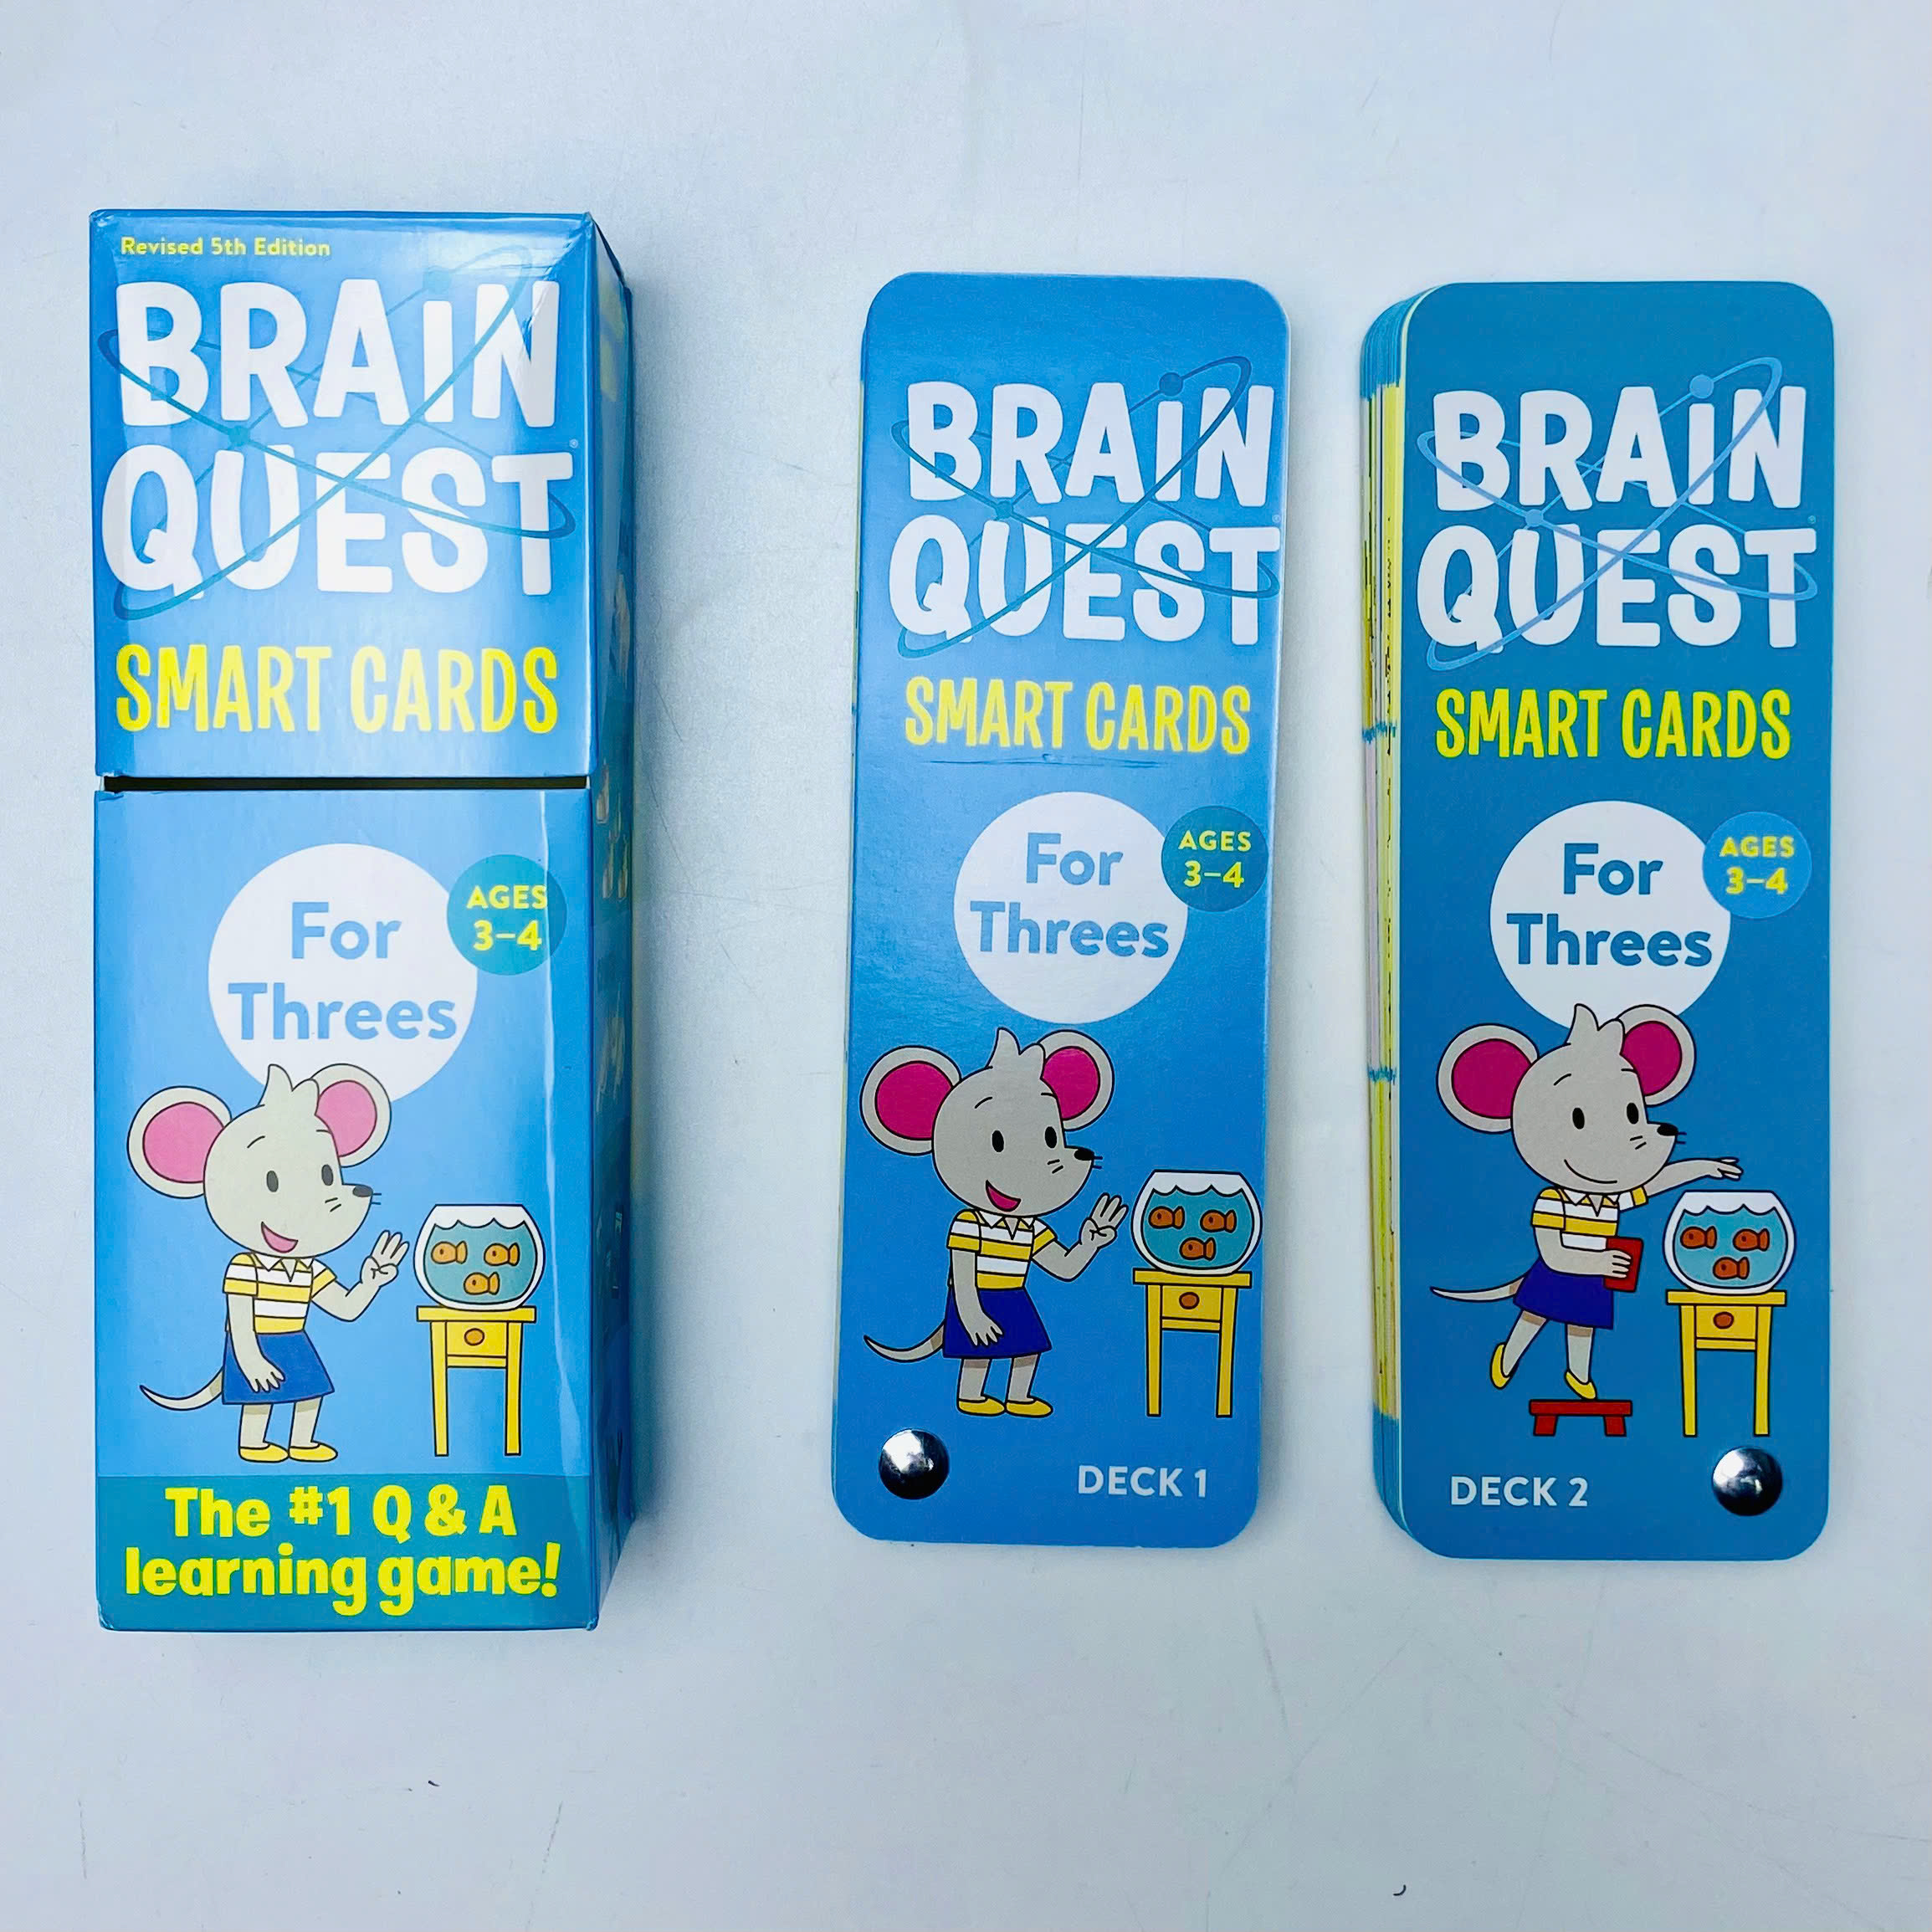 Revised 5th Edition
BRAIN
QUEST
SMART CARDS
For
Threes
AGES
3–4
The #1 Q & A
learning game!
BRAIN
QUEST
SMART CARDS
For
Threes
AGES
3–4
DECK 1
BRAIN
QUEST
SMART CARDS
For
Threes
AGES
3–4
DECK 2